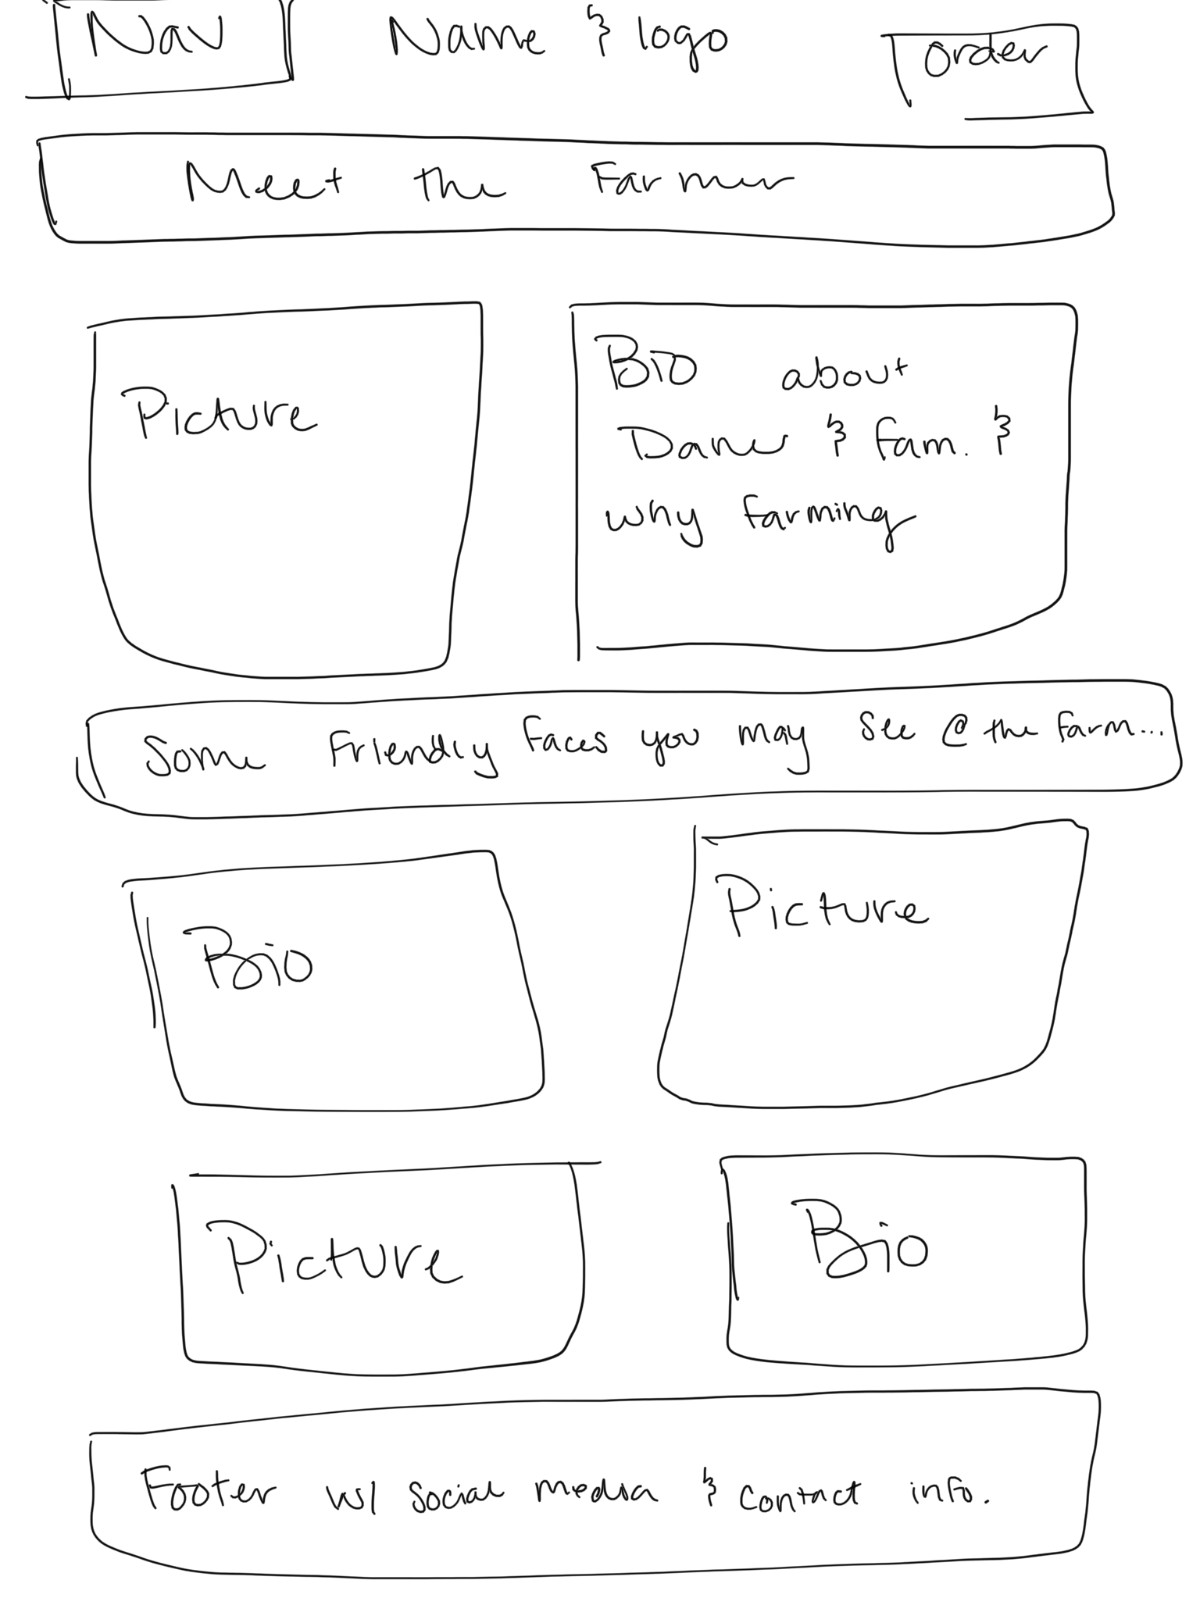 Nav
Name & logo
order
Meet the Farmer
Picture
Bio about
& fam. &
why farming
Some Friendly faces you may see @ the farm...
Bio
Picture
Picture
Bio
Footer w/ social media & contact info.